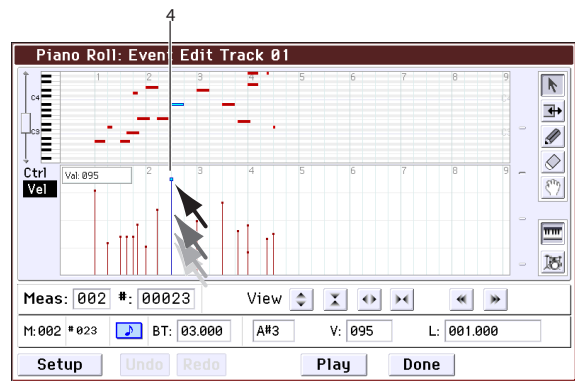 4
Piano Roll: Event Edit Track 01
1 2 3 4 5 6 7 8 9
C4
C3
Ctrl
Vel
Val: 095
2 3 4 5 6 7 8 9
Meas: 002 #: 00023 View
M:002 #023 BT: 03.000 A#3 V: 095 L: 001.000
Setup Undo Redo Play Done